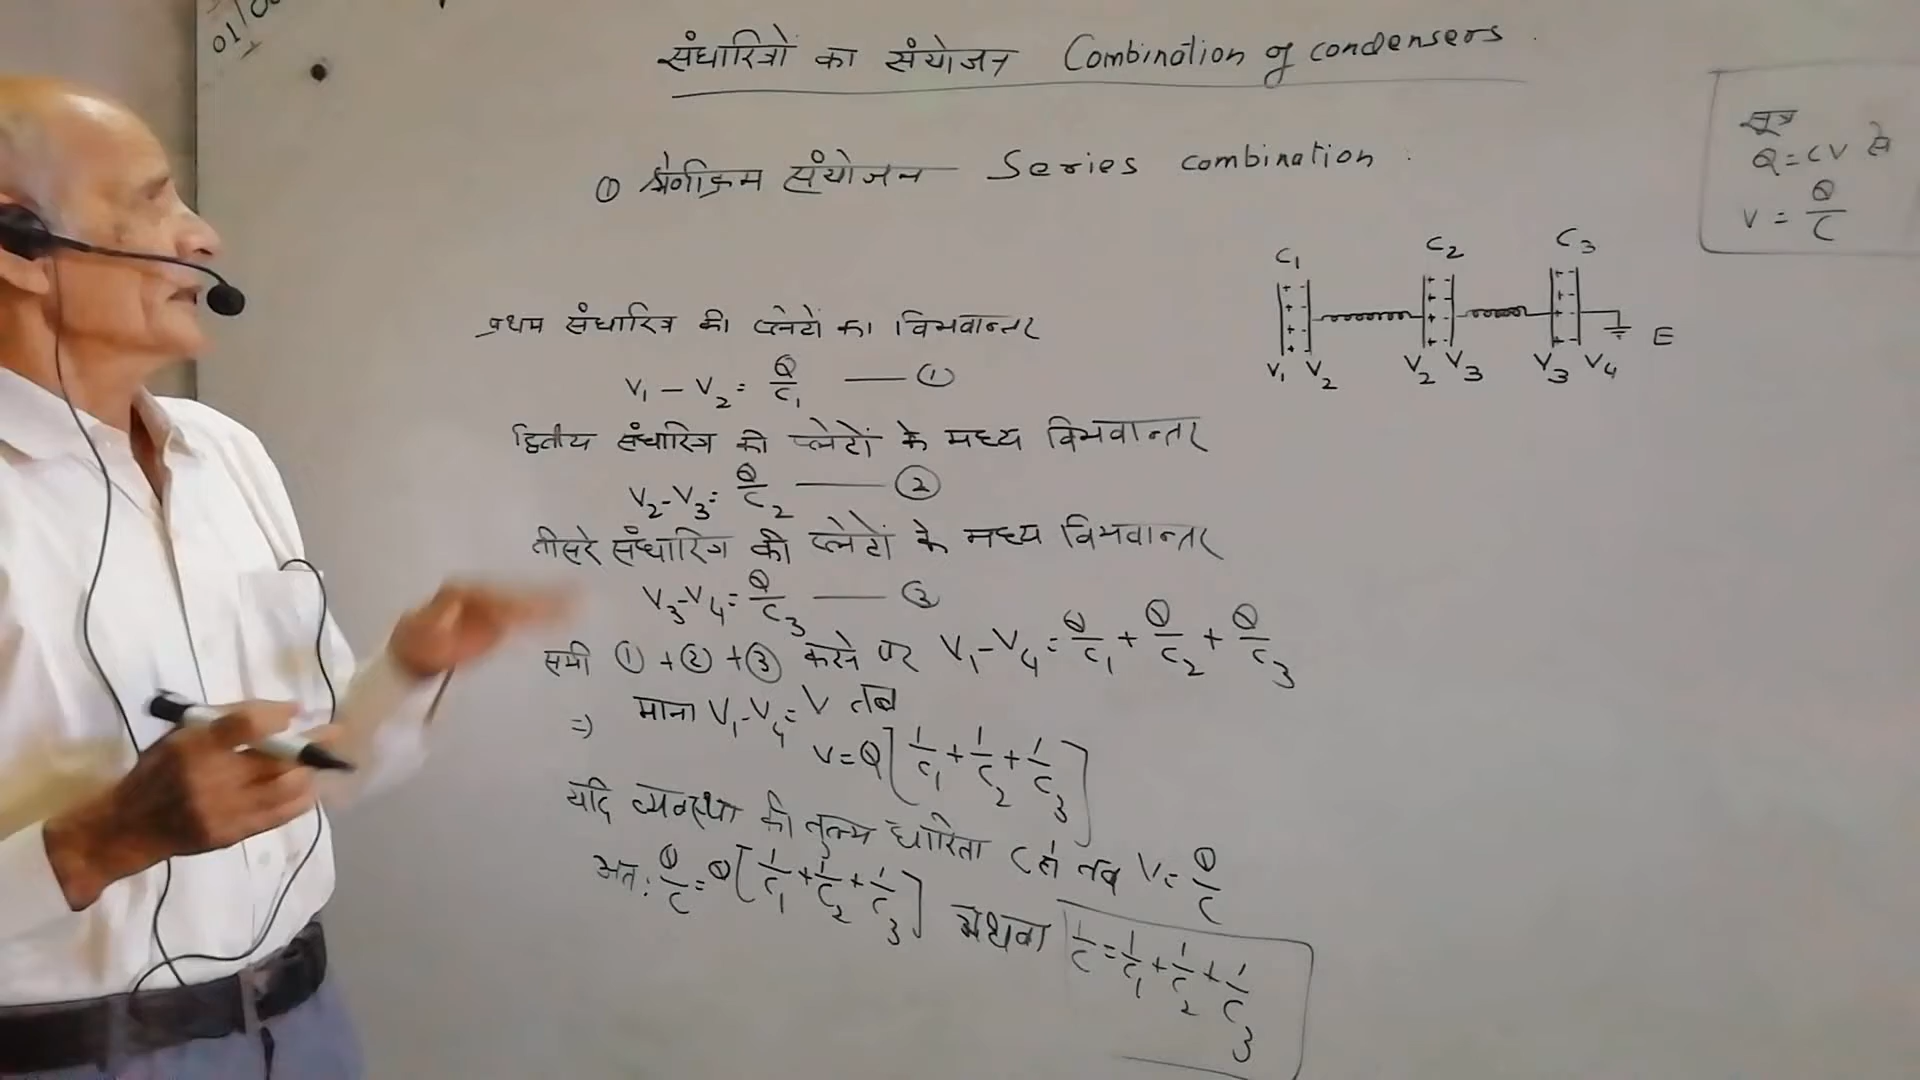 01/0
संधारित्रों का संयोजन Combination of condensers
① श्रेणीक्रम संयोजन Series combination
सूत्र
Q = CV से
V = Q/C
C1 C2 C3
+ - + - + -
+ - + - + -
+ - + - + -
+ - + - + -
E
V1 V2 V2 V3 V3 V4
प्रथम संधारित्र की प्लेटों का विभवान्तर
V1 - V2 = Q/C1 —— ①
द्वितीय संधारित्र की प्लेटों के मध्य विभवान्तर
V2-V3 = Q/C2 —— ②
तीसरे संधारित्र की प्लेटों के मध्य विभवान्तर
V3-V4 = Q/C3 —— ③
समी ① + ② + ③ करने पर V1-V4 = Q/C1 + Q/C2 + Q/C3
माना V1-V4 = V तब
⇒ V = Q[1/C1 + 1/C2 + 1/C3]
यदि व्यवस्था की तुल्य धारिता C है तब V = Q/C
अतः Q/C = Q[1/C1 + 1/C2 + 1/C3] अथवा 1/C = 1/C1 + 1/C2 + 1/C3